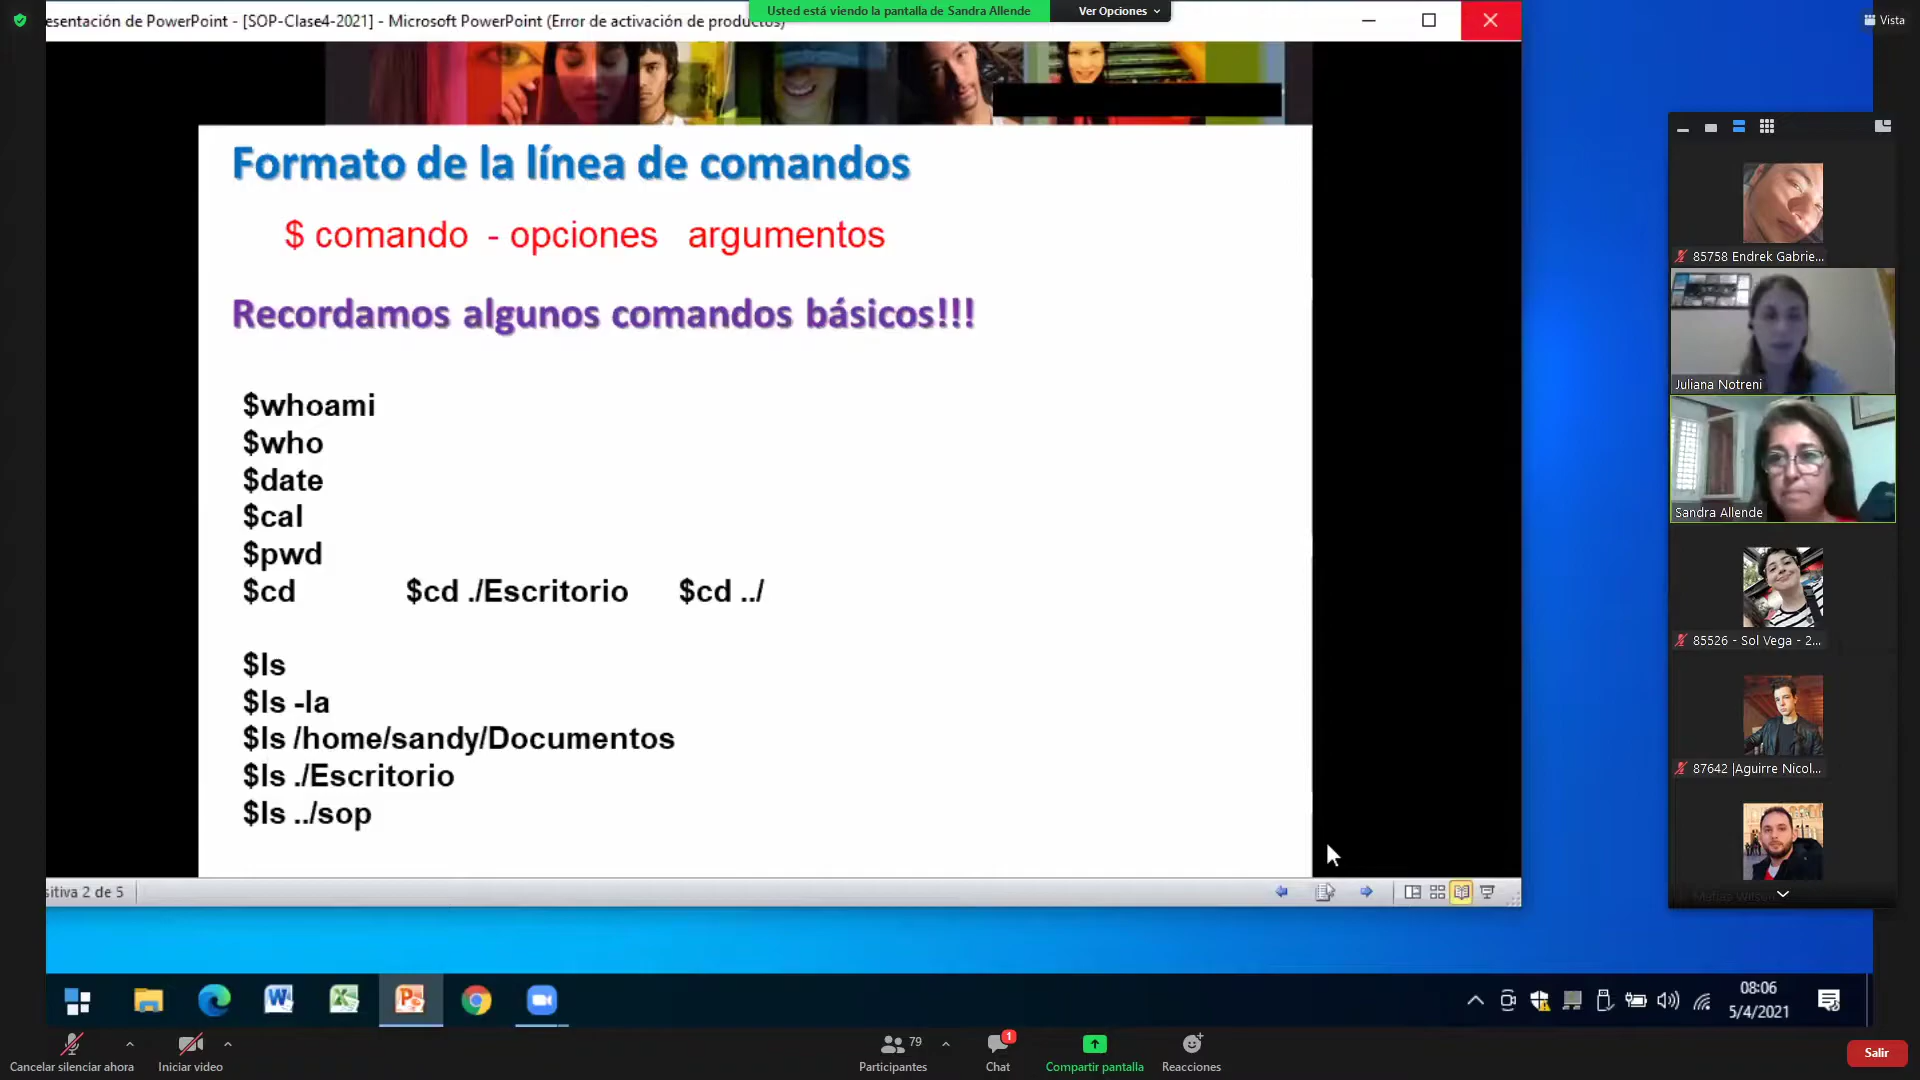 Usted está viendo la pantalla de Sandra Allende
Ver Opciones
Vista
esentación de PowerPoint - [SOP-Clase4-2021] - Microsoft PowerPoint (Error de activación de productos)
Formato de la línea de comandos
$ comando - opciones argumentos
Recordamos algunos comandos básicos!!!
$whoami
$who
$date
$cal
$pwd
$cd $cd ./Escritorio $cd ../
$ls
$ls -la
$ls /home/sandy/Documentos
$ls ./Escritorio
$ls ../sop
85758 Endrek Gabrie...
Juliana Notreni
Sandra Allende
85526 - Sol Vega - 2...
87642 |Aguirre Nicol...
sitiva 2 de 5
08:06
5/4/2021
Cancelar silenciar ahora
Iniciar video
79
Participantes
1
Chat
Compartir pantalla
Reacciones
Salir